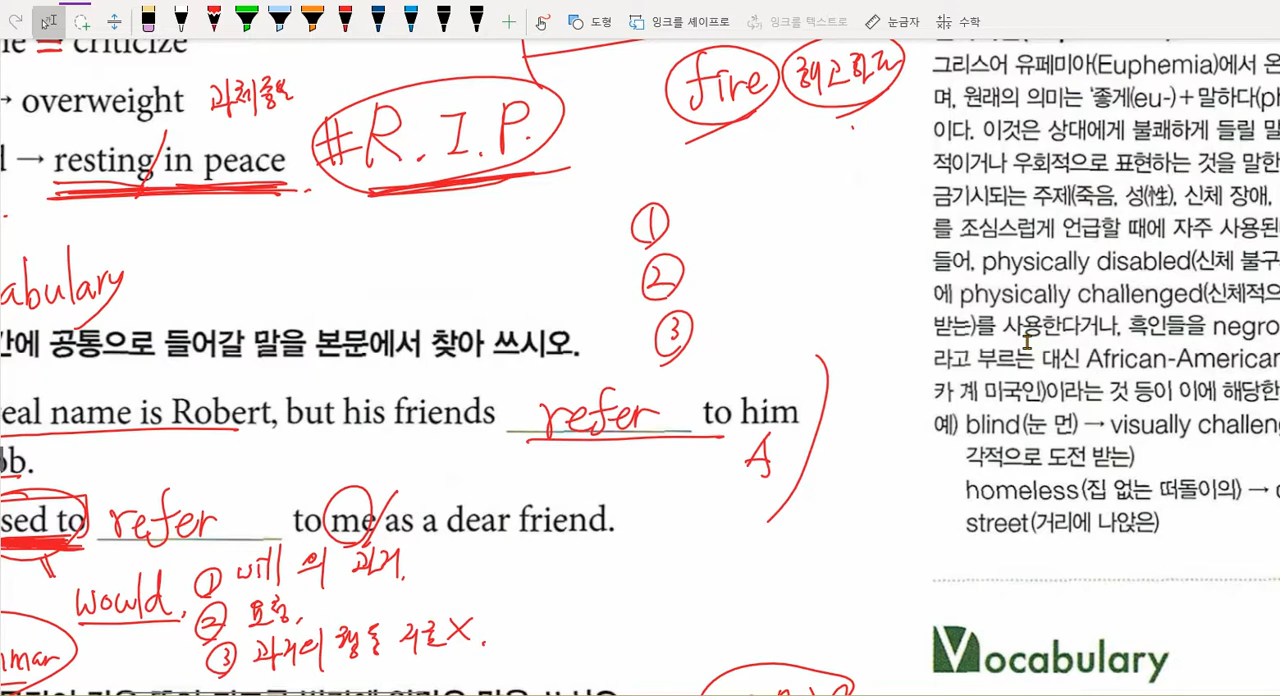 도형 잉크를 셰이프로 잉크를 텍스트로 눈금자 수학
ne = criticize
→ overweight 과체중의
→ resting in peace #R.I.P.
fire 해고하다
①
②
③
abulary
간에 공통으로 들어갈 말을 본문에서 찾아 쓰시오.
eal name is Robert, but his friends refer to him
A
bb.
sed to refer to me as a dear friend.
would, ① will 의 과거.
② 요청,
③ 과거의 행동
mmar
그리스어 유페미아(Euphemia)에서 온
며, 원래의 의미는 '좋게(eu-)+말하다(ph
이다. 이것은 상대에게 불쾌하게 들릴 말
적이거나 우회적으로 표현하는 것을 말한
금기시되는 주제(죽음, 성(性), 신체 장애,
를 조심스럽게 언급할 때에 자주 사용된
들어, physically disabled(신체 불구
에 physically challenged(신체적으
받는)를 사용한다거나, 흑인들을 negro
라고 부르는 대신 African-American
카 계 미국인)이라는 것 등이 이에 해당한
예) blind(눈 먼) → visually challeng
각적으로 도전 받는)
homeless(집 없는 떠돌이의) →
street(거리에 나앉은)
Vocabulary